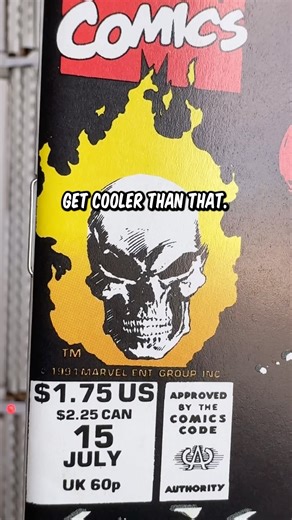 COMICS
GET COOLER THAN THAT.
TM
© 1991 MARVEL ENT GROUP, INC.
$1.75 US
$2.25 CAN
15
JULY
UK 60p
APPROVED
BY THE
COMICS
CODE
CA
AUTHORITY